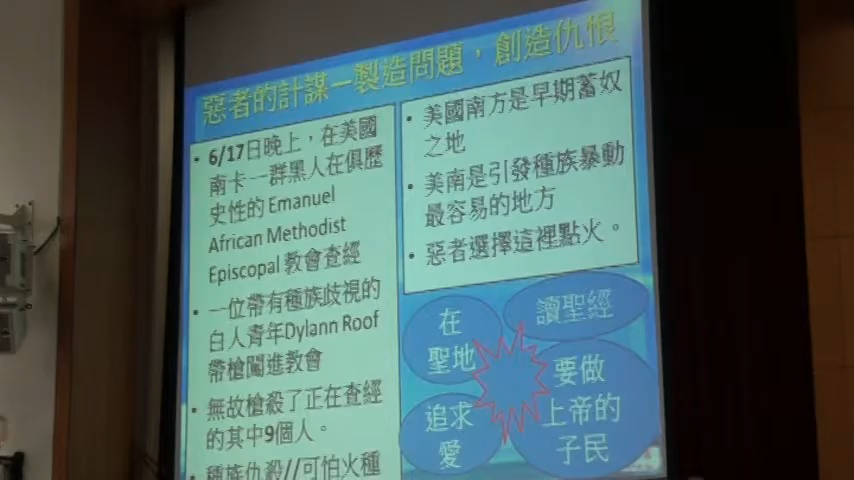 惡者的計謀—製造問題，創造仇恨
• 6/17日晚上，在美國
南卡一群黑人在俱歷
史性的 Emanuel
African Methodist
Episcopal 教會查經
• 一位帶有種族歧視的
白人青年Dylann Roof
帶槍闖進教會
• 無故槍殺了正在查經
的其中9個人。
• 種族仇殺//可怕火種
• 美國南方是早期蓄奴
之地
• 美南是引發種族暴動
最容易的地方
• 惡者選擇這裡點火。
在
聖地
讀聖經
追求
愛
要做
上帝的
子民